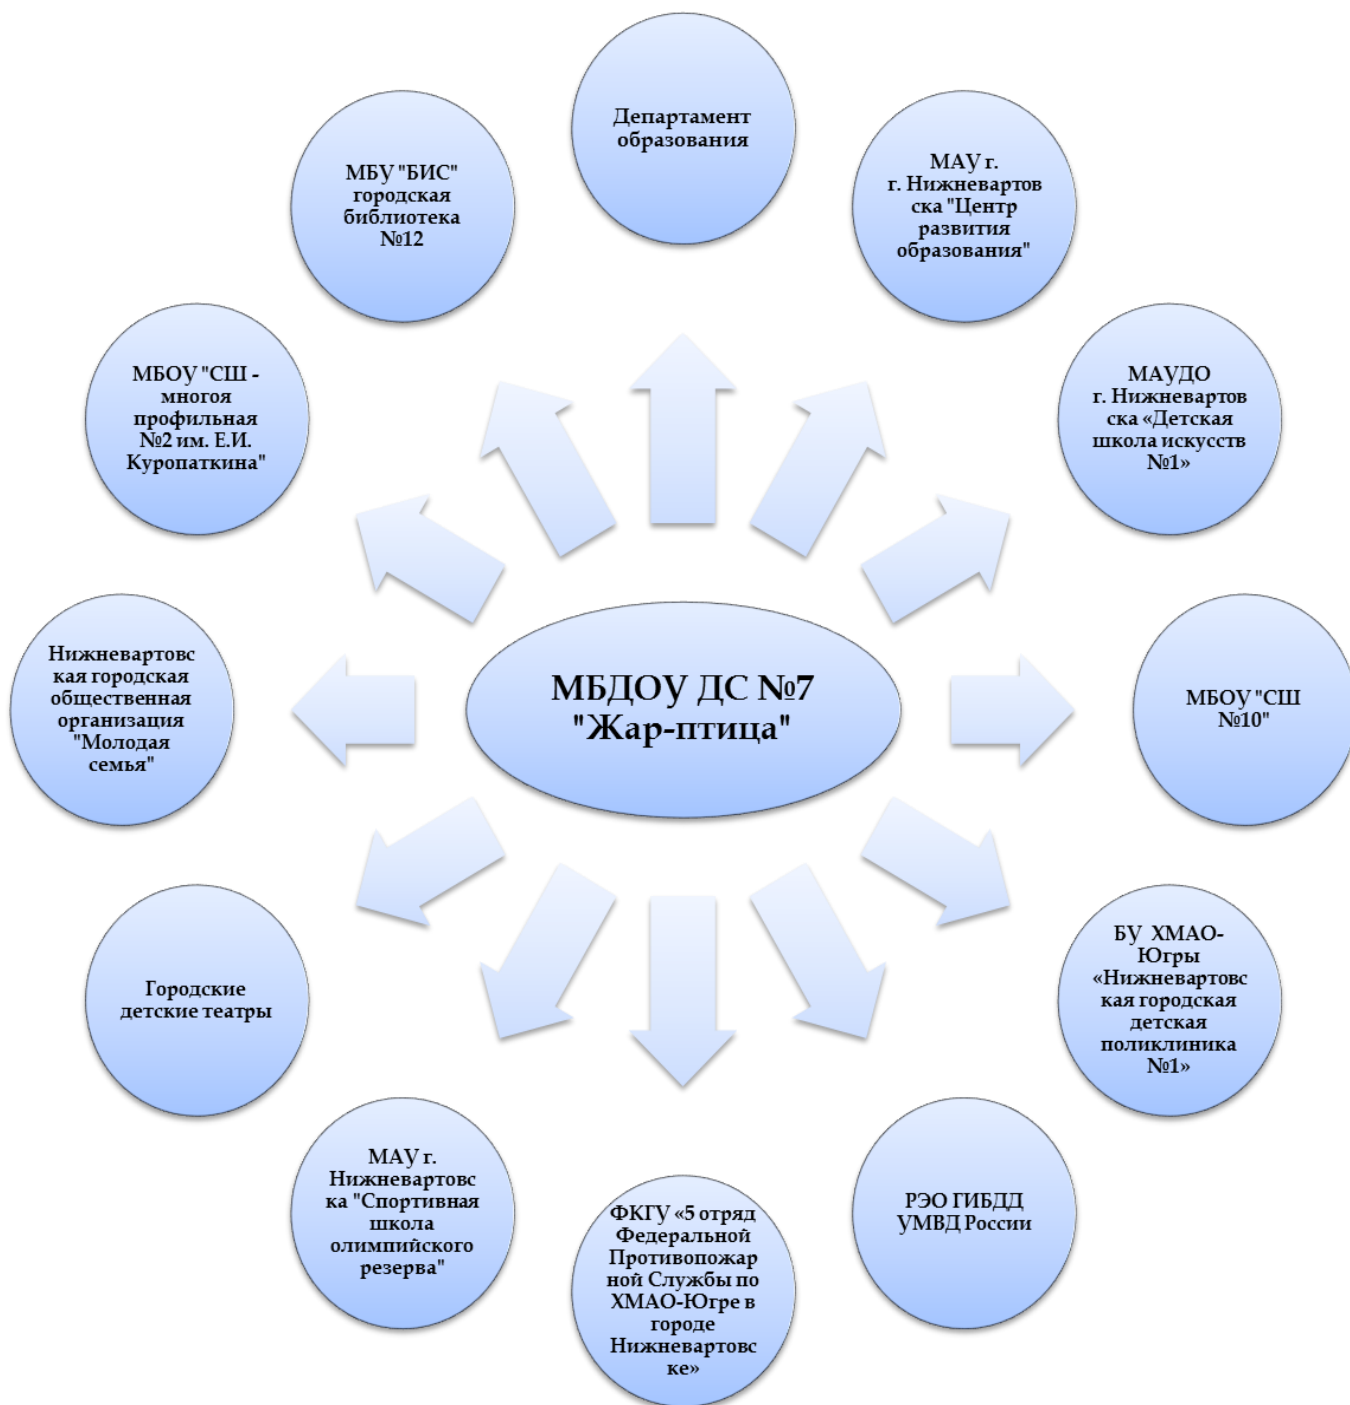 Департамент
образования
МАУ г.
г. Нижневартов
ска "Центр
развития
образования"
МАУДО
г. Нижневартов
ска «Детская
школа искусств
№1»
МБОУ "СШ
№10"
БУ ХМАО-
Югры
«Нижневартовс
кая городская
детская
поликлиника
№1»
РЭО ГИБДД
УМВД России
ФКГУ «5 отряд
Федеральной
Противопожар
ной Службы по
ХМАО-Югре в
городе
Нижневартовс
ке»
МАУ г.
Нижневартовс
ка "Спортивная
школа
олимпийского
резерва"
Городские
детские театры
Нижневартовс
кая городская
общественная
организация
"Молодая
семья"
МБОУ "СШ -
многоя
профильная
№2 им. Е.И.
Куропаткина"
МБУ "БИС"
городская
библиотека
№12
МБДОУ ДС №7
"Жар-птица"